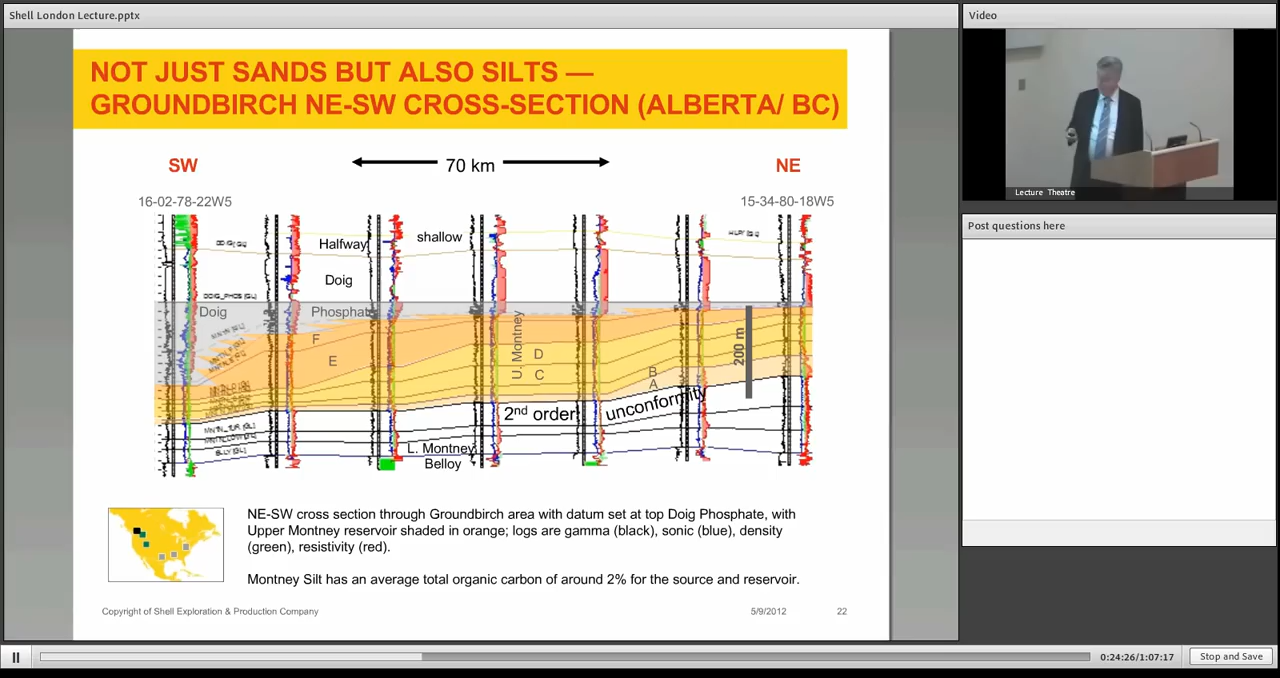 Shell London Lecture.pptx
Video
NOT JUST SANDS BUT ALSO SILTS —
GROUNDBIRCH NE-SW CROSS-SECTION (ALBERTA/ BC)
SW
70 km
NE
16-02-78-22W5
15-34-80-18W5
Halfway
shallow
Doig
DOIG_PHOS [GL]
Doig
Phosphat
F
E
U. Montney
D
C
B
A
200 m
2nd order
unconformity
L. Montney
Belloy
NE-SW cross section through Groundbirch area with datum set at top Doig Phosphate, with
Upper Montney reservoir shaded in orange; logs are gamma (black), sonic (blue), density
(green), resistivity (red).
Montney Silt has an average total organic carbon of around 2% for the source and reservoir.
Copyright of Shell Exploration & Production Company
5/9/2012
22
Lecture Theatre
Post questions here
0:24:26/1:07:17
Stop and Save